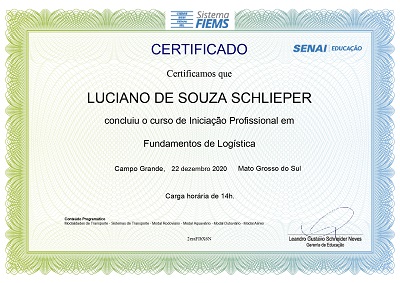 Sistema
FIEMS
CERTIFICADO
SENAI EDUCAÇÃO
Certificamos que
LUCIANO DE SOUZA SCHLIEPER
concluiu o curso de Iniciação Profissional em
Fundamentos de Logística
Campo Grande, 22 dezembro 2020 Mato Grosso do Sul
Carga horária de 14h.
Conteúdo Programático
Modalidades de Transporte - Sistemas de Transporte - Modal Rodoviário - Modal Aquaviário - Modal Dutoviário - Modal Aéreo
Leandro Gustavo Schneider Neves
Gerente de Educação